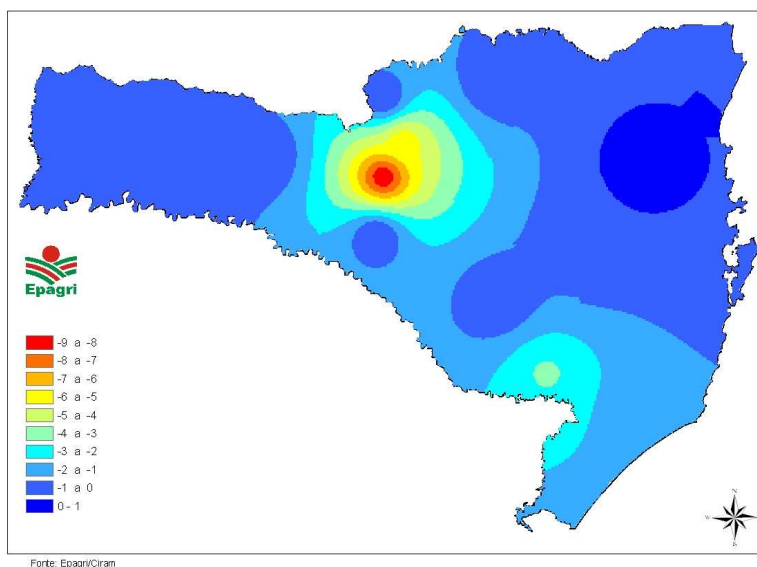 N
W
S
Epagri
-9 a -8
-8 a -7
-7 a -6
-6 a -5
-5 a -4
-4 a -3
-3 a -2
-2 a -1
-1 a 0
0 - 1
Fonte: Epagri/Ciram